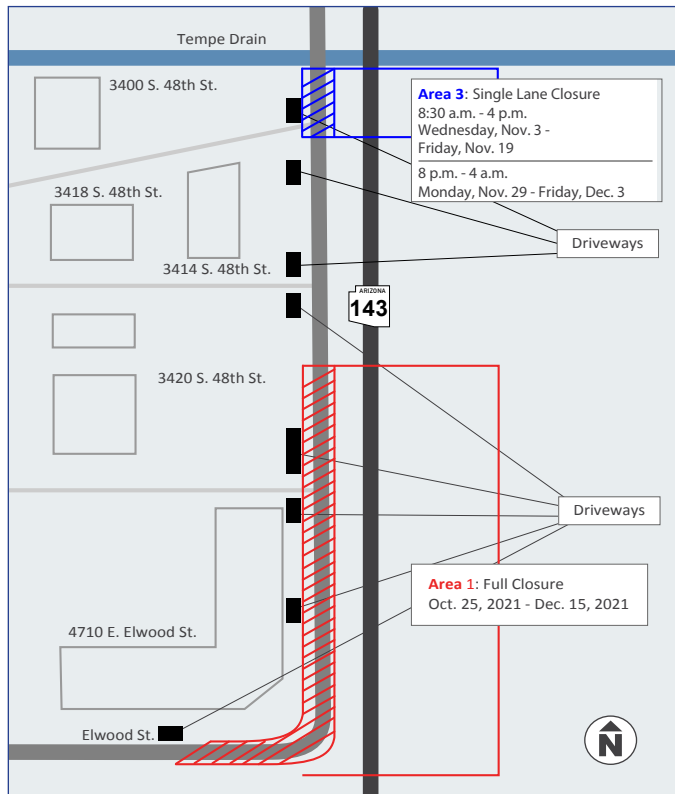 Tempe Drain
3400 S. 48th St.
Area 3: Single Lane Closure
8:30 a.m. - 4 p.m.
Wednesday, Nov. 3 -
Friday, Nov. 19
8 p.m. - 4 a.m.
Monday, Nov. 29 - Friday, Dec. 3
3418 S. 48th St.
Driveways
3414 S. 48th St.
ARIZONA
143
3420 S. 48th St.
Driveways
Area 1: Full Closure
Oct. 25, 2021 - Dec. 15, 2021
4710 E. Elwood St.
Elwood St.
N